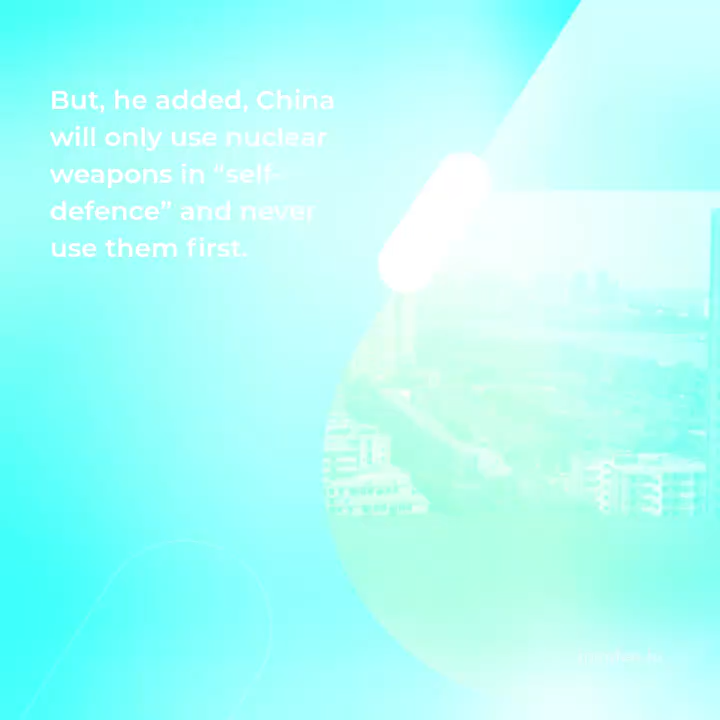 But, he added, China
will only use nuclear
weapons in “self-
defence” and never
use them first.